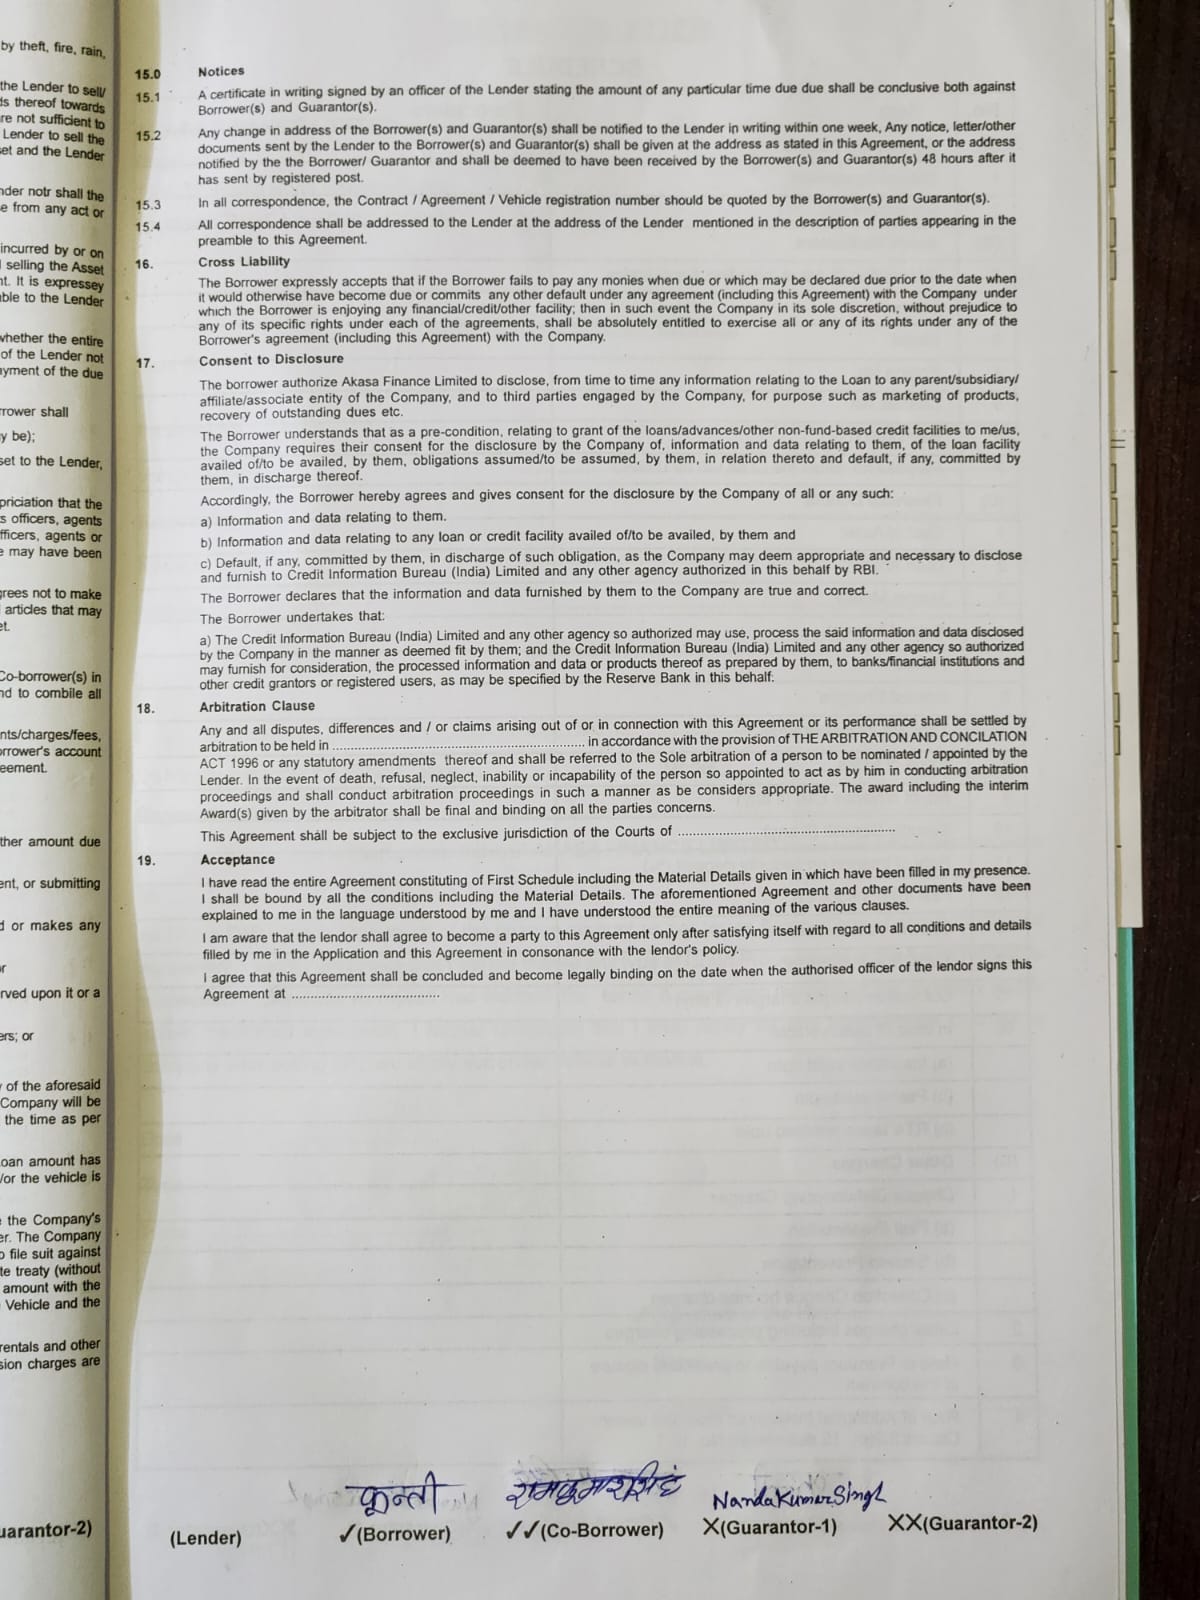 by theft, fire, rain,
the Lender to sell/
ds thereof towards
re not sufficient to
Lender to sell the
set and the Lender
nder notr shall the
e from any act or
incurred by or on
selling the Asset
nt. It is expressey
able to the Lender
whether the entire
of the Lender not
ayment of the due
rrower shall
y be);
set to the Lender,
priciation that the
s officers, agents
fficers, agents or
e may have been
grees not to make
articles that may
et.
Co-borrower(s) in
nd to combile all
nts/charges/fees,
orrower's account
eement.
ther amount due
ent, or submitting
d or makes any
or
rved upon it or a
ers; or
of the aforesaid
Company will be
the time as per
loan amount has
/or the vehicle is
the Company's
er. The Company
o file suit against
te treaty (without
amount with the
Vehicle and the
rentals and other
sion charges are
uarantor-2)
15.0 Notices
15.1 A certificate in writing signed by an officer of the Lender stating the amount of any particular time due due shall be conclusive both against
Borrower(s) and Guarantor(s).
15.2 Any change in address of the Borrower(s) and Guarantor(s) shall be notified to the Lender in writing within one week, Any notice, letter/other
documents sent by the Lender to the Borrower(s) and Guarantor(s) shall be given at the address as stated in this Agreement, or the address
notified by the the Borrower/ Guarantor and shall be deemed to have been received by the Borrower(s) and Guarantor(s) 48 hours after it
has sent by registered post.
15.3 In all correspondence, the Contract / Agreement / Vehicle registration number should be quoted by the Borrower(s) and Guarantor(s).
15.4 All correspondence shall be addressed to the Lender at the address of the Lender mentioned in the description of parties appearing in the
preamble to this Agreement.
16. Cross Liability
The Borrower expressly accepts that if the Borrower fails to pay any monies when due or which may be declared due prior to the date when
it would otherwise have become due or commits any other default under any agreement (including this Agreement) with the Company under
which the Borrower is enjoying any financial/credit/other facility; then in such event the Company in its sole discretion, without prejudice to
any of its specific rights under each of the agreements, shall be absolutely entitled to exercise all or any of its rights under any of the
Borrower's agreement (including this Agreement) with the Company.
17. Consent to Disclosure
The borrower authorize Akasa Finance Limited to disclose, from time to time any information relating to the Loan to any parent/subsidiary/
affiliate/associate entity of the Company, and to third parties engaged by the Company, for purpose such as marketing of products,
recovery of outstanding dues etc.
The Borrower understands that as a pre-condition, relating to grant of the loans/advances/other non-fund-based credit facilities to me/us,
the Company requires their consent for the disclosure by the Company of, information and data relating to them, of the loan facility
availed of/to be availed, by them, obligations assumed/to be assumed, by them, in relation thereto and default, if any, committed by
them, in discharge thereof.
Accordingly, the Borrower hereby agrees and gives consent for the disclosure by the Company of all or any such:
a) Information and data relating to them.
b) Information and data relating to any loan or credit facility availed of/to be availed, by them and
c) Default, if any, committed by them, in discharge of such obligation, as the Company may deem appropriate and necessary to disclose
and furnish to Credit Information Bureau (India) Limited and any other agency authorized in this behalf by RBI.
The Borrower declares that the information and data furnished by them to the Company are true and correct.
The Borrower undertakes that:
a) The Credit Information Bureau (India) Limited and any other agency so authorized may use, process the said information and data disclosed
by the Company in the manner as deemed fit by them; and the Credit Information Bureau (India) Limited and any other agency so authorized
may furnish for consideration, the processed information and data or products thereof as prepared by them, to banks/financial institutions and
other credit grantors or registered users, as may be specified by the Reserve Bank in this behalf:
18. Arbitration Clause
Any and all disputes, differences and / or claims arising out of or in connection with this Agreement or its performance shall be settled by
arbitration to be held in .................................................................. in accordance with the provision of THE ARBITRATION AND CONCILATION
ACT 1996 or any statutory amendments thereof and shall be referred to the Sole arbitration of a person to be nominated / appointed by the
Lender. In the event of death, refusal, neglect, inability or incapability of the person so appointed to act as by him in conducting arbitration
proceedings and shall conduct arbitration proceedings in such a manner as be considers appropriate. The award including the interim
Award(s) given by the arbitrator shall be final and binding on all the parties concerns.
This Agreement shall be subject to the exclusive jurisdiction of the Courts of ..........................................................
19. Acceptance
I have read the entire Agreement constituting of First Schedule including the Material Details given in which have been filled in my presence.
I shall be bound by all the conditions including the Material Details. The aforementioned Agreement and other documents have been
explained to me in the language understood by me and I have understood the entire meaning of the various clauses.
I am aware that the lendor shall agree to become a party to this Agreement only after satisfying itself with regard to all conditions and details
filled by me in the Application and this Agreement in consonance with the lendor's policy.
I agree that this Agreement shall be concluded and become legally binding on the date when the authorised officer of the lendor signs this
Agreement at .......................................
कुन्ती रामकुमार सिंह Nanda Kumar Singh
(Lender) ✓(Borrower) ✓✓(Co-Borrower) X(Guarantor-1) XX(Guarantor-2)